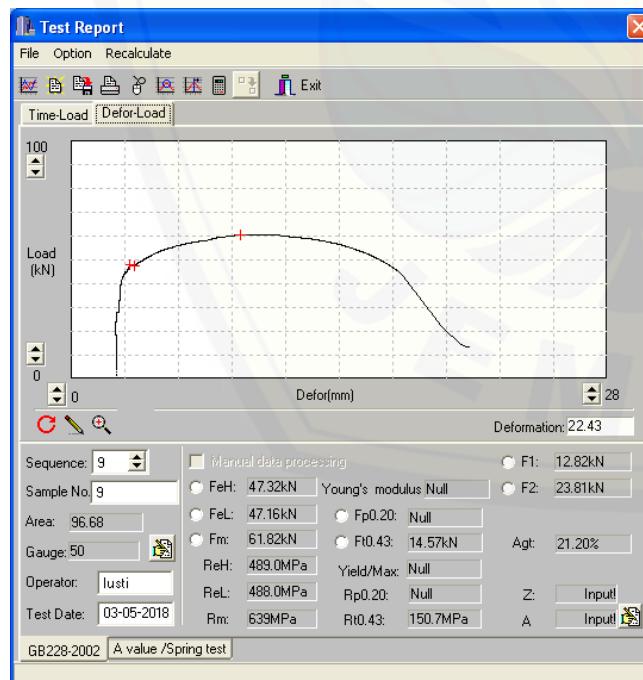 Test Report
File Option Recalculate
Exit
Time-Load Defor-Load
100
Load
(kN)
0
0 Defor(mm) 28
Deformation: 22.43
Sequence: 9
Sample No. 9
Area: 96.68
Gauge: 50
Operator: lusti
Test Date: 03-05-2018
Manual data processing
FeH: 47.32kN
FeL: 47.16kN
Fm: 61.82kN
ReH: 489.0MPa
ReL: 488.0MPa
Rm: 639MPa
Young's modulus Null
Fp0.20: Null
Ft0.43: 14.57kN
Yield/Max: Null
Rp0.20: Null
Rt0.43: 150.7MPa
F1: 12.82kN
F2: 23.81kN
Agt: 21.20%
Z: Input!
A Input!
GB228-2002 A value /Spring test